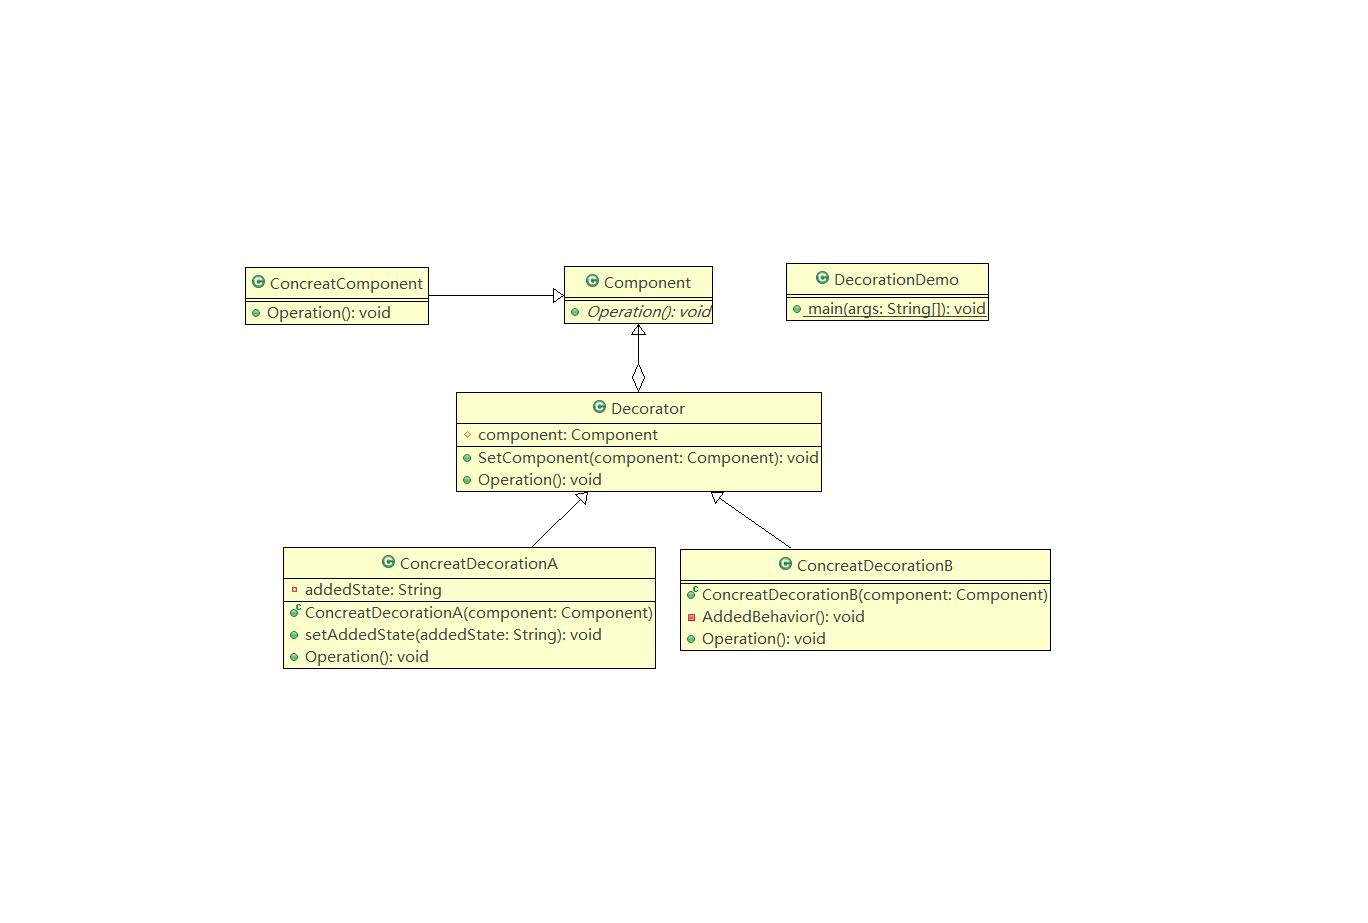 ConcreatComponent
Operation(): void
Component
Operation(): void
DecorationDemo
main(args: String[]): void
Decorator
component: Component
SetComponent(component: Component): void
Operation(): void
ConcreatDecorationA
addedState: String
ConcreatDecorationA(component: Component)
setAddedState(addedState: String): void
Operation(): void
ConcreatDecorationB
ConcreatDecorationB(component: Component)
AddedBehavior(): void
Operation(): void